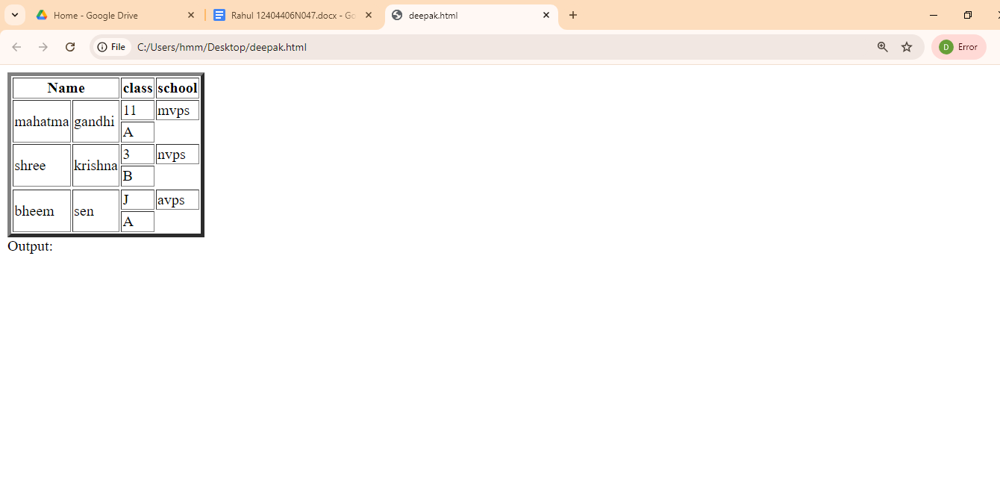 Home - Google Drive
Rahul 12404406N047.docx - Go
deepak.html
File
C:/Users/hmm/Desktop/deepak.html
D
Error
Name class school
mahatma gandhi 11 mvps
A
shree krishna 3 nvps
B
bheem sen J avps
A
Output: